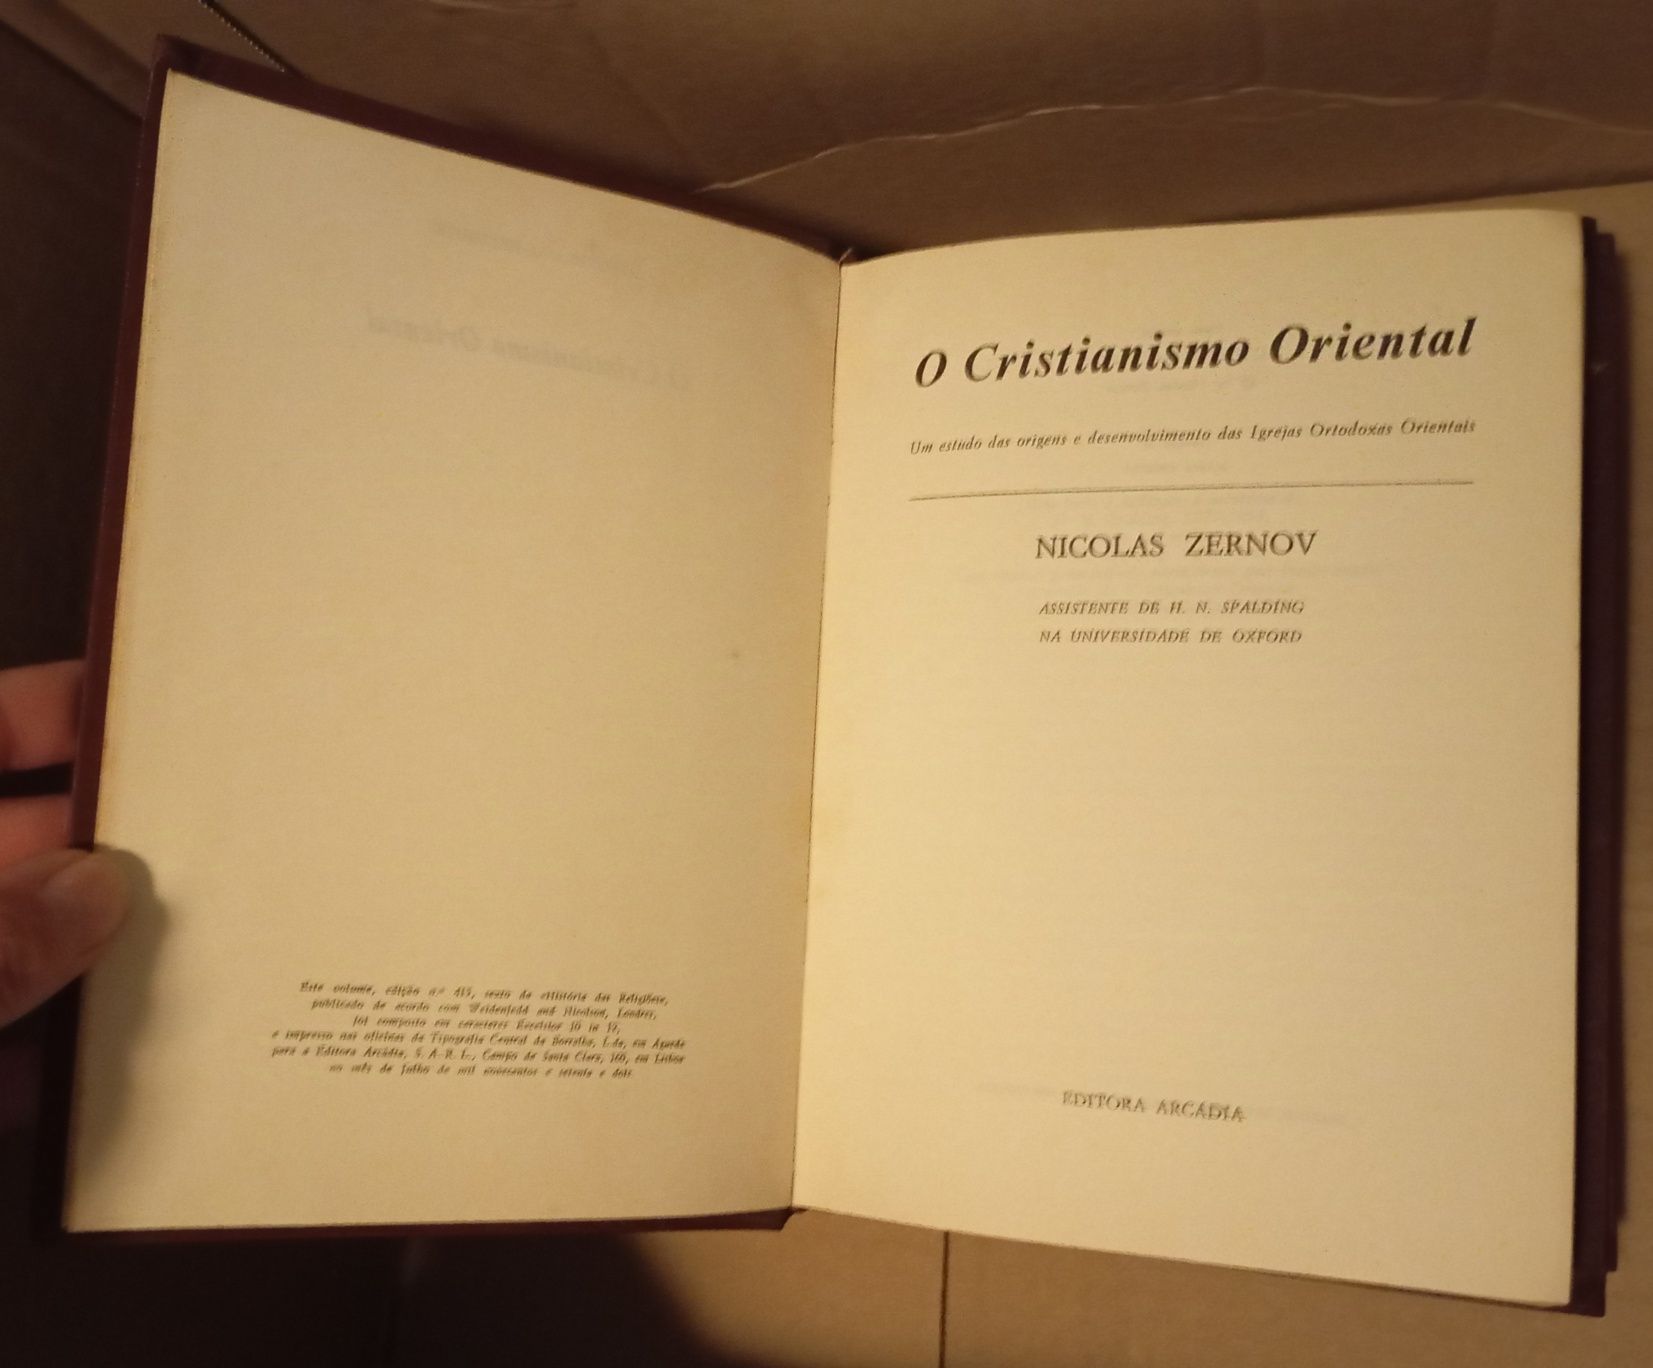 Este volume, edição n.º 415, sexto da «História das Religiões»,
publicado de acordo com Weidenfeld and Nicolson, Londres,
foi composto em caracteres Excelsior 10 in 12,
e impresso nas oficinas da Tipografia Central da Borralha, L.da, em Águeda
para a Editora Arcádia, S. A. R. L., Campo de Santa Clara, 160, em Lisboa
no mês de Julho de mil novecentos e setenta e dois
O Cristianismo Oriental
Um estudo das origens e desenvolvimento das Igrejas Ortodoxas Orientais
NICOLAS ZERNOV
ASSISTENTE DE H. N. SPALDING
NA UNIVERSIDADE DE OXFORD
EDITORA ARCÁDIA